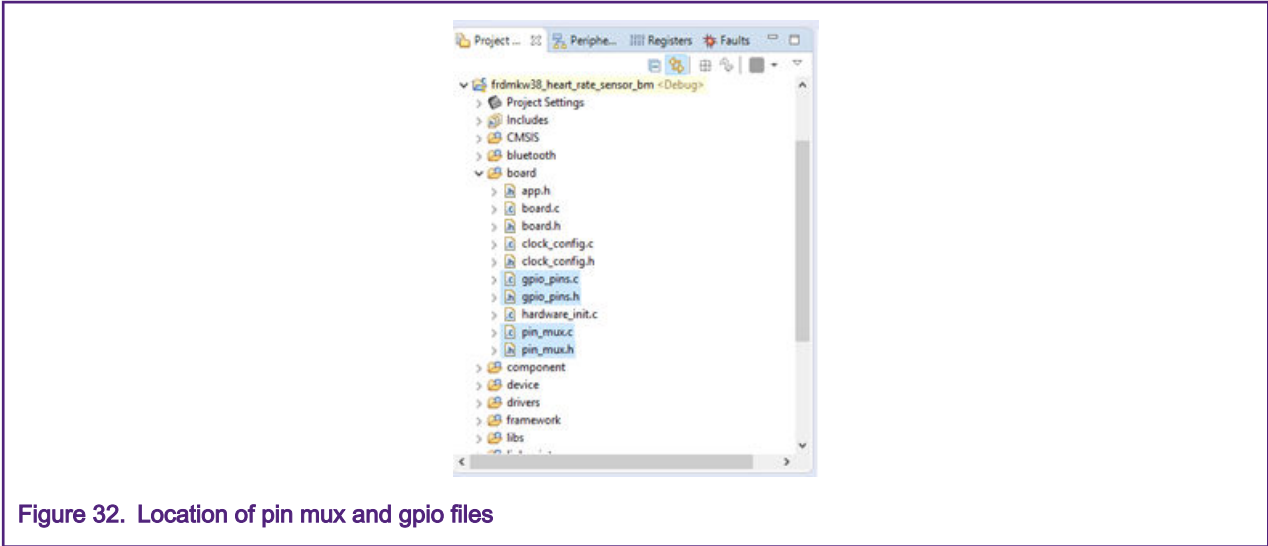 Project ... Periphe... Registers Faults
frdmkw38_heart_rate_sensor_bm <Debug>
Project Settings
Includes
CMSIS
bluetooth
board
app.h
board.c
board.h
clock_config.c
clock_config.h
gpio_pins.c
gpio_pins.h
hardware_init.c
pin_mux.c
pin_mux.h
component
device
drivers
framework
libs
Figure 32. Location of pin mux and gpio files